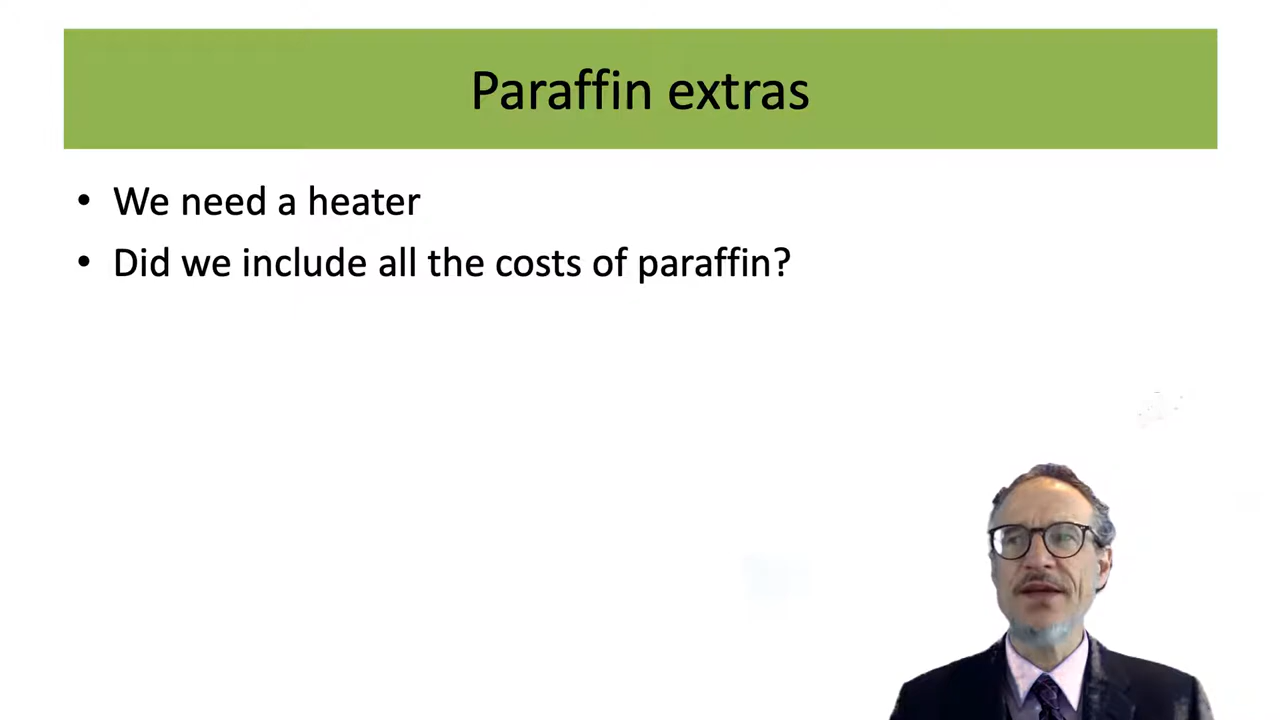 Paraffin extras
• We need a heater
• Did we include all the costs of paraffin?